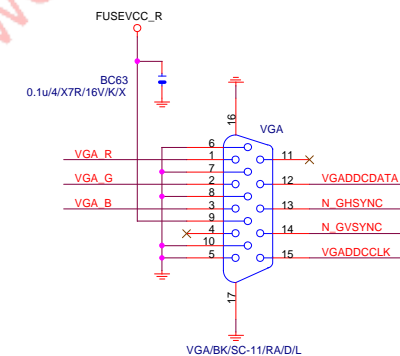 FUSEVCC_R
BC63
0.1u/4/X7R/16V/K/X
16
VGA
6
VGA_R
1
11
7
VGA_G
2
12
VGADDCDATA
8
VGA_B
3
13
N_GHSYNC
9
4
14
N_GVSYNC
10
5
15
VGADDCCLK
17
VGA/BK/SC-11/RA/D/L